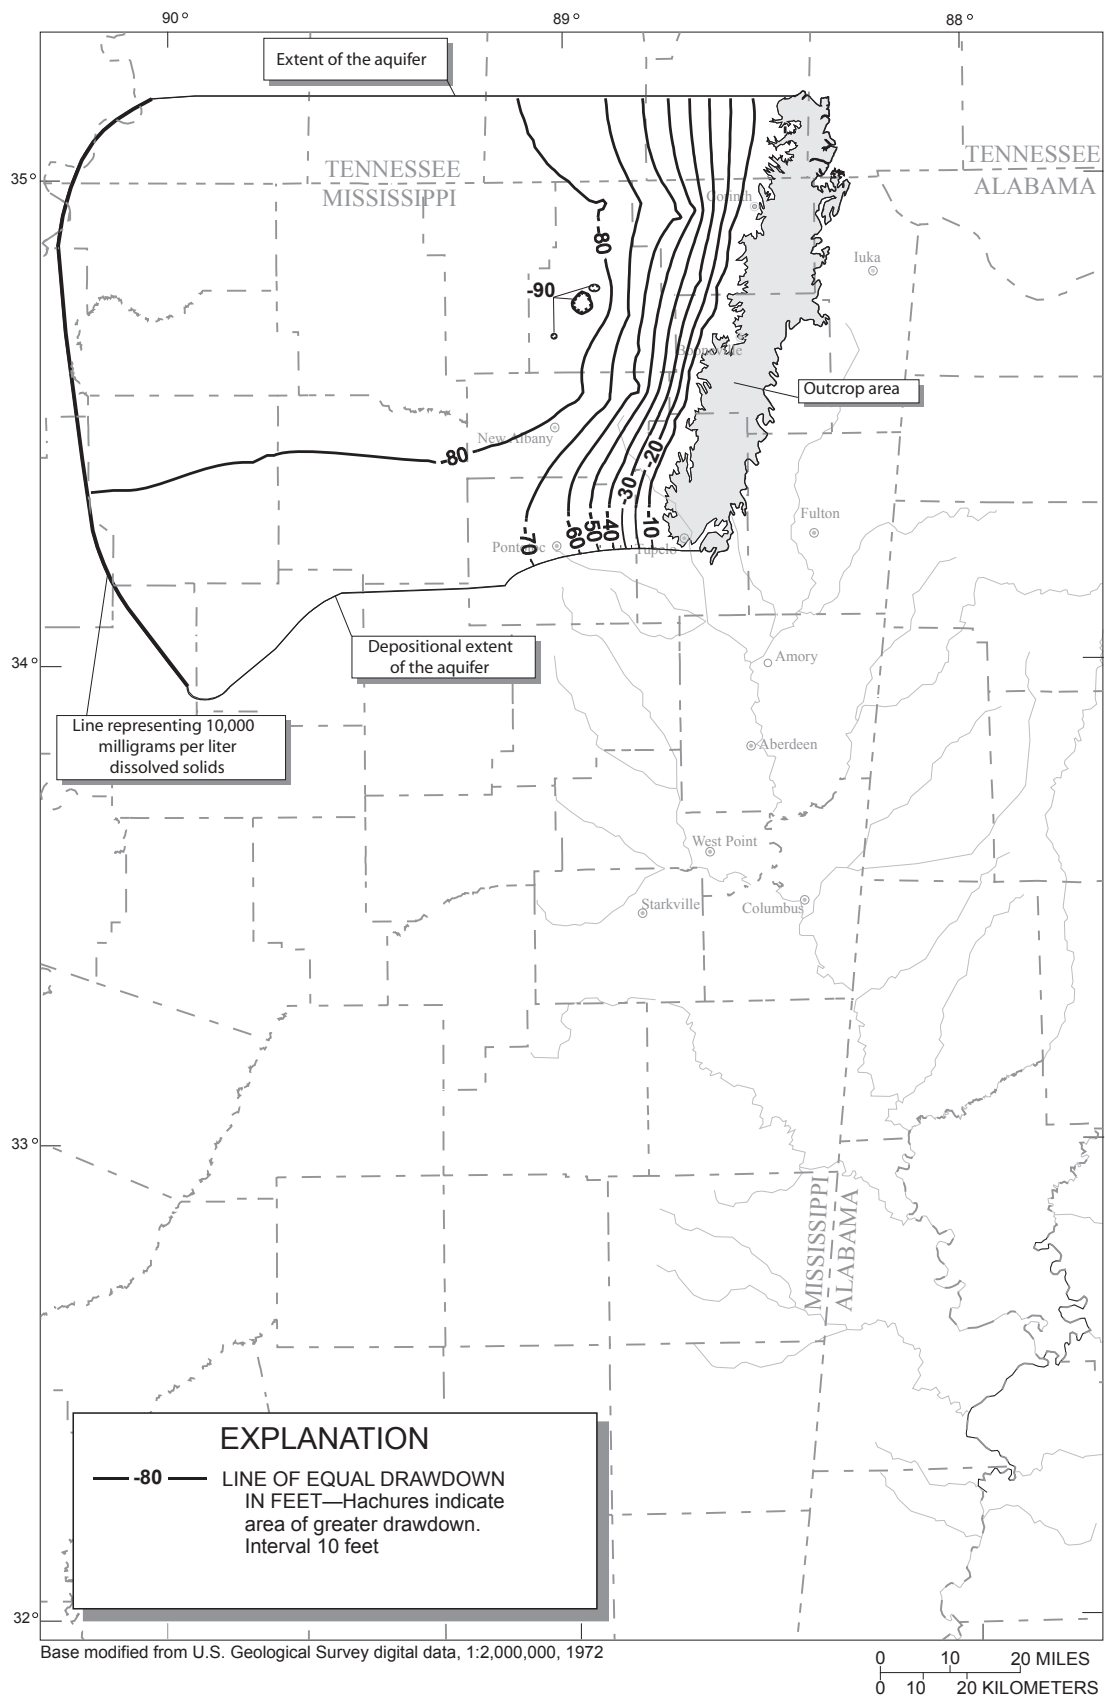 90°
89°
88°
Extent of the aquifer
35°
TENNESSEE
MISSISSIPPI
TENNESSEE
ALABAMA
Corinth
Iuka
-80
-90
Booneville
Outcrop area
New Albany
-80
-20
-30
Fulton
-70
-60
-50
-40
-10
Pontotoc
Tupelo
34°
Depositional extent
of the aquifer
Amory
Line representing 10,000
milligrams per liter
dissolved solids
Aberdeen
West Point
Starkville
Columbus
33°
MISSISSIPPI
ALABAMA
EXPLANATION
-80
LINE OF EQUAL DRAWDOWN
IN FEET—Hachures indicate
area of greater drawdown.
Interval 10 feet
32°
Base modified from U.S. Geological Survey digital data, 1:2,000,000, 1972
0 10 20 MILES
0 10 20 KILOMETERS